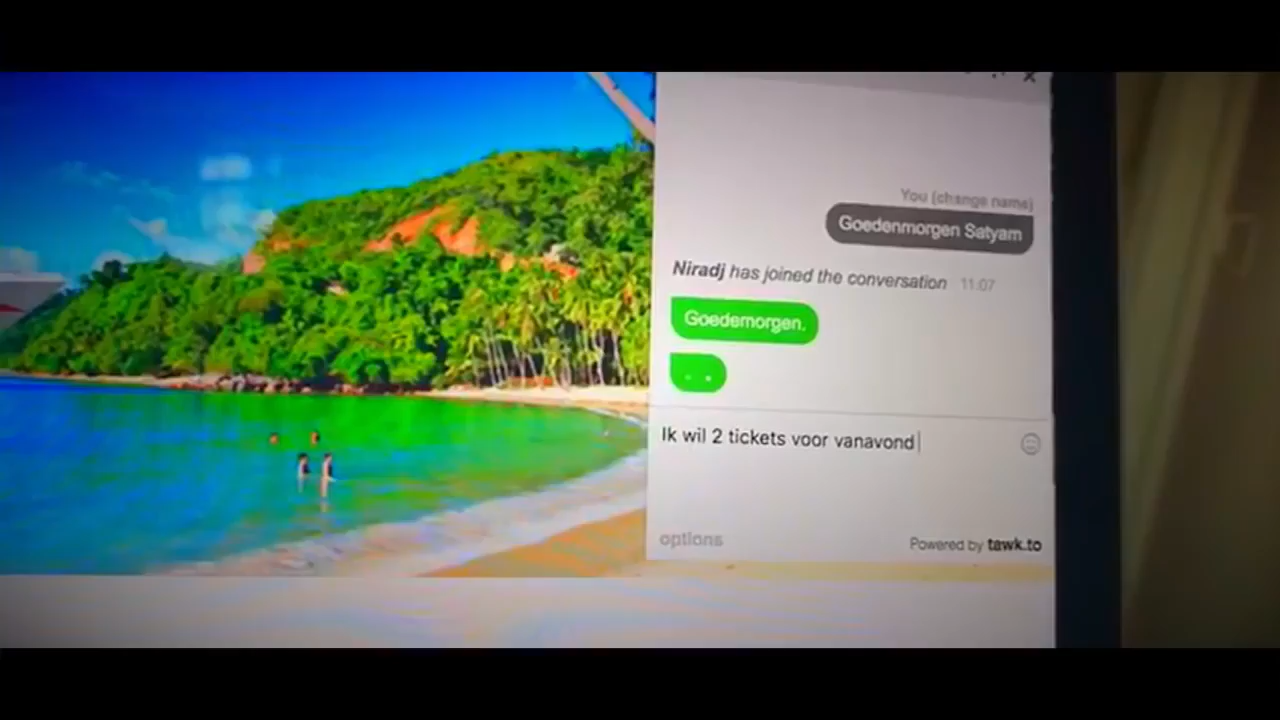 You (change name)
Goedenmorgen Satyam
Niradj has joined the conversation 11:07
Goedemorgen.
Ik wil 2 tickets voor vanavond
options
Powered by tawk.to